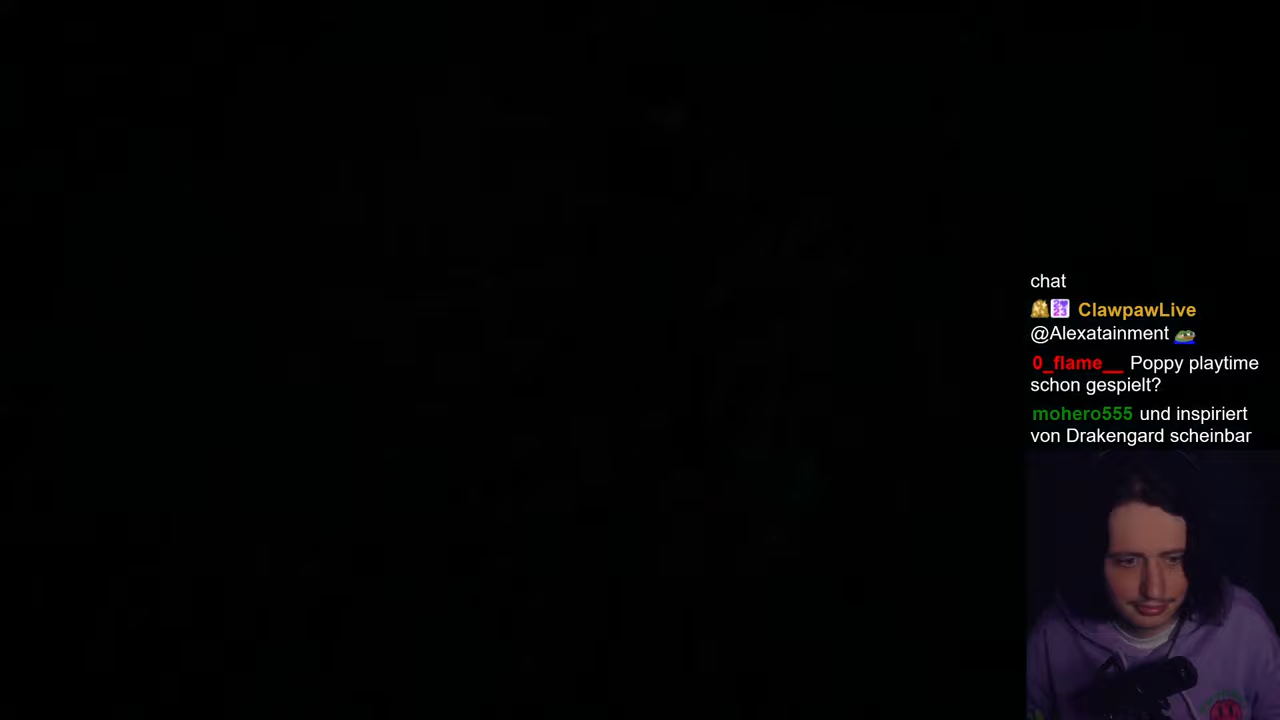 chat
ClawpawLive
@Alexatainment
0_flame__ Poppy playtime
schon gespielt?
mohero555 und inspiriert
von Drakengard scheinbar